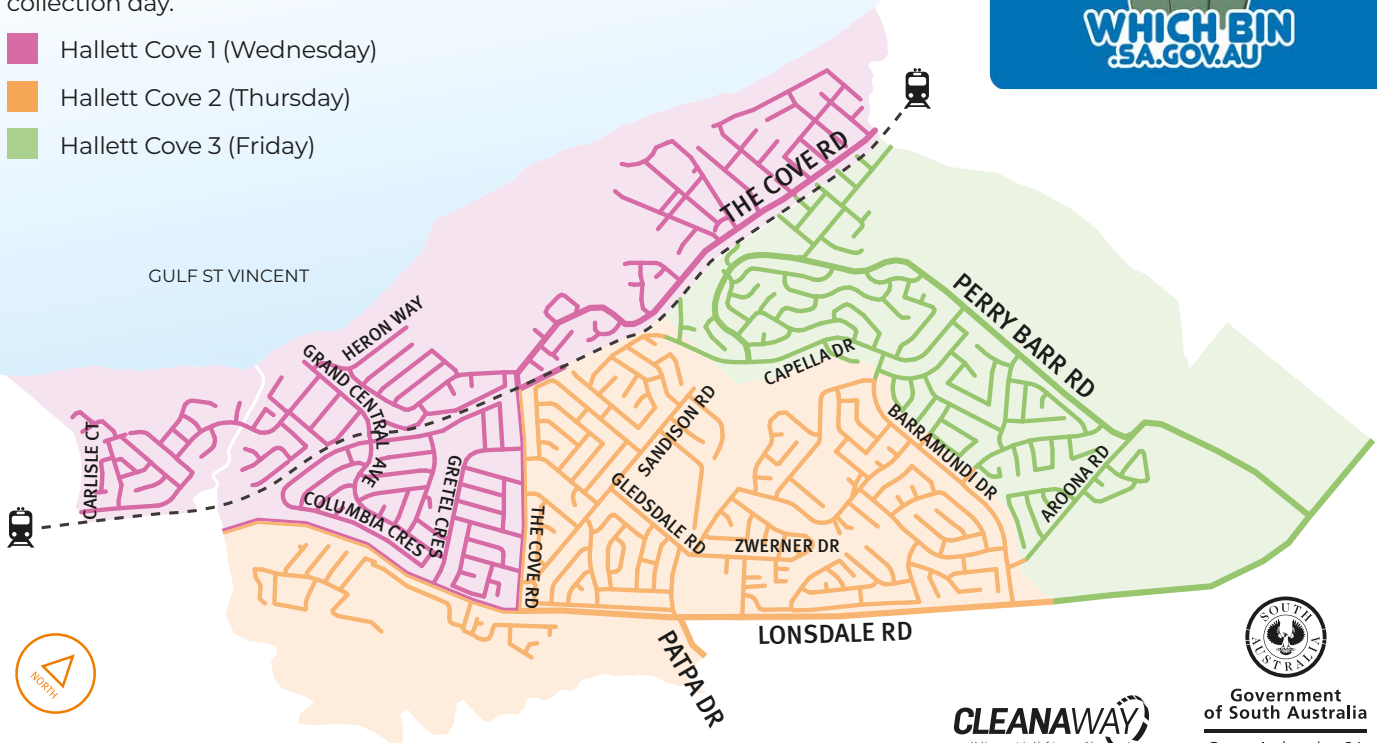 collection day.
Hallett Cove 1 (Wednesday)
Hallett Cove 2 (Thursday)
Hallett Cove 3 (Friday)
WHICH BIN
.SA.GOV.AU
THE COVE RD
GULF ST VINCENT
HERON WAY
GRAND CENTRAL AVE
PERRY BARR RD
CAPELLA DR
SANDISON RD
BARRAMUNDI DR
CARLISLE CT
GRETEL CRES
COLUMBIA CRES
GLEDSDALE RD
AROONA RD
THE COVE RD
ZWERNER DR
LONSDALE RD
PATPA DR
NORTH
SOUTH
AUSTRALIA
CLEANAWAY
Government
of South Australia